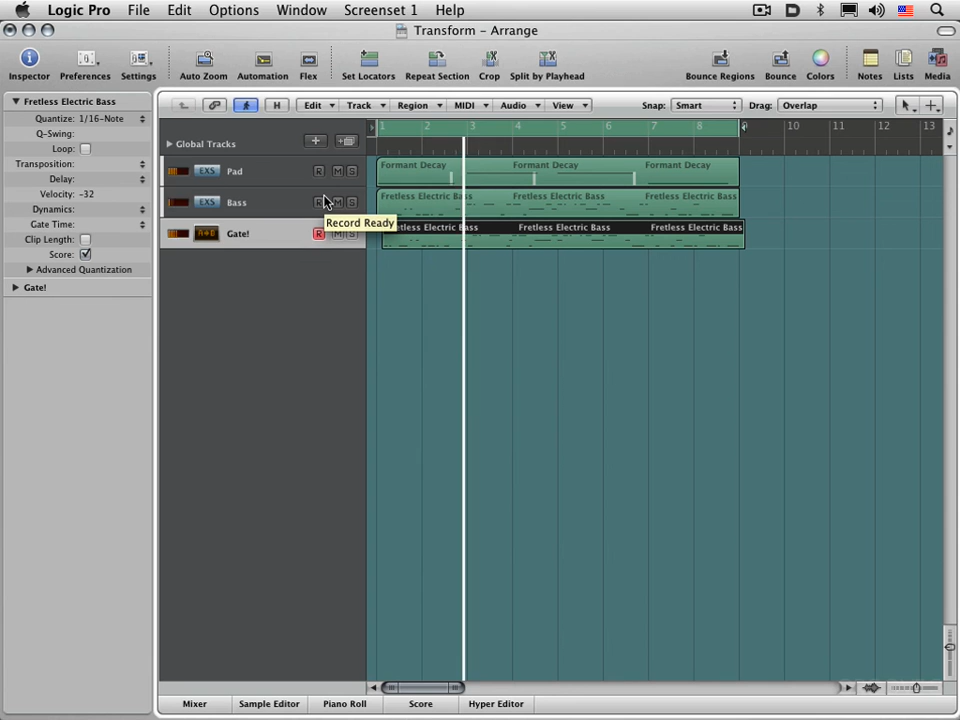 Logic Pro File Edit Options Window Screenset 1 Help
Transform – Arrange
Inspector Preferences Settings Auto Zoom Automation Flex Set Locators Repeat Section Crop Split by Playhead Bounce Regions Bounce Colors Notes Lists Media
Fretless Electric Bass
Quantize: 1/16-Note
Q-Swing:
Loop:
Transposition:
Delay:
Velocity: -32
Dynamics:
Gate Time:
Clip Length:
Score:
Advanced Quantization
Gate!
H Edit Track Region MIDI Audio View Snap: Smart Drag: Overlap
1 2 3 4 5 6 7 8 9 10 11 12 13
Global Tracks
EXS Pad R M S
Formant Decay Formant Decay Formant Decay
EXS Bass R M S
Fretless Electric Bass Fretless Electric Bass Fretless Electric Bass
Record Ready
Gate! R M S
Fretless Electric Bass Fretless Electric Bass Fretless Electric Bass
Mixer Sample Editor Piano Roll Score Hyper Editor